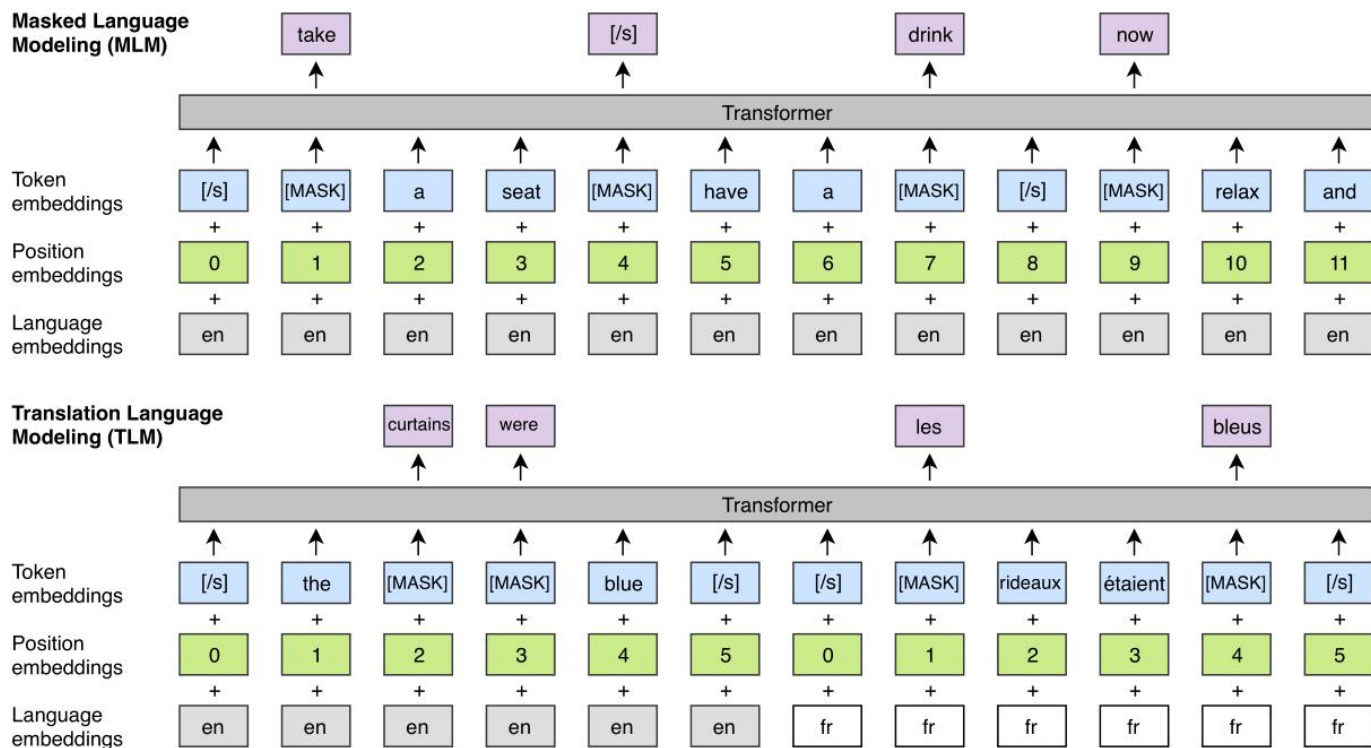 Masked Language
Modeling (MLM)
take [/s] drink now
Transformer
Token
embeddings
[/s] [MASK] a seat [MASK] have a [MASK] [/s] [MASK] relax and
+ + + + + + + + + + + +
Position
embeddings
0 1 2 3 4 5 6 7 8 9 10 11
+ + + + + + + + + + + +
Language
embeddings
en en en en en en en en en en en en
Translation Language
Modeling (TLM)
curtains were les bleus
Transformer
Token
embeddings
[/s] the [MASK] [MASK] blue [/s] [/s] [MASK] rideaux étaient [MASK] [/s]
+ + + + + + + + + + + +
Position
embeddings
0 1 2 3 4 5 0 1 2 3 4 5
+ + + + + + + + + + + +
Language
embeddings
en en en en en en fr fr fr fr fr fr